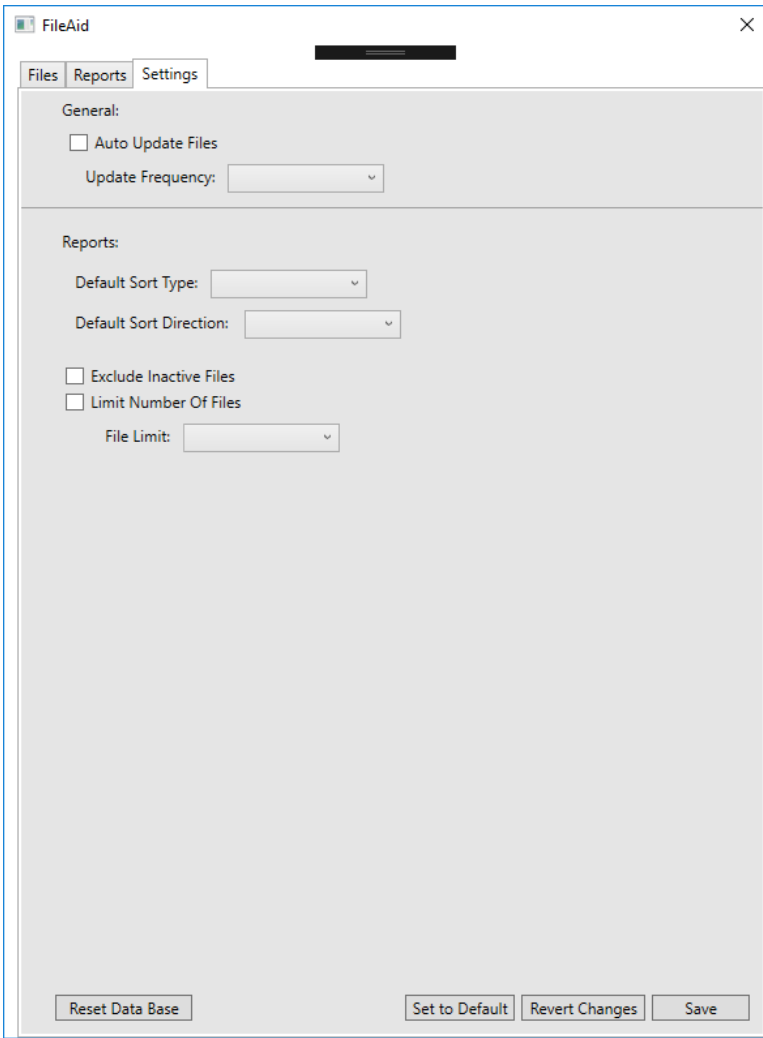 FileAid
Files Reports Settings
General:
Auto Update Files
Update Frequency:
Reports:
Default Sort Type:
Default Sort Direction:
Exclude Inactive Files
Limit Number Of Files
File Limit:
Reset Data Base Set to Default Revert Changes Save